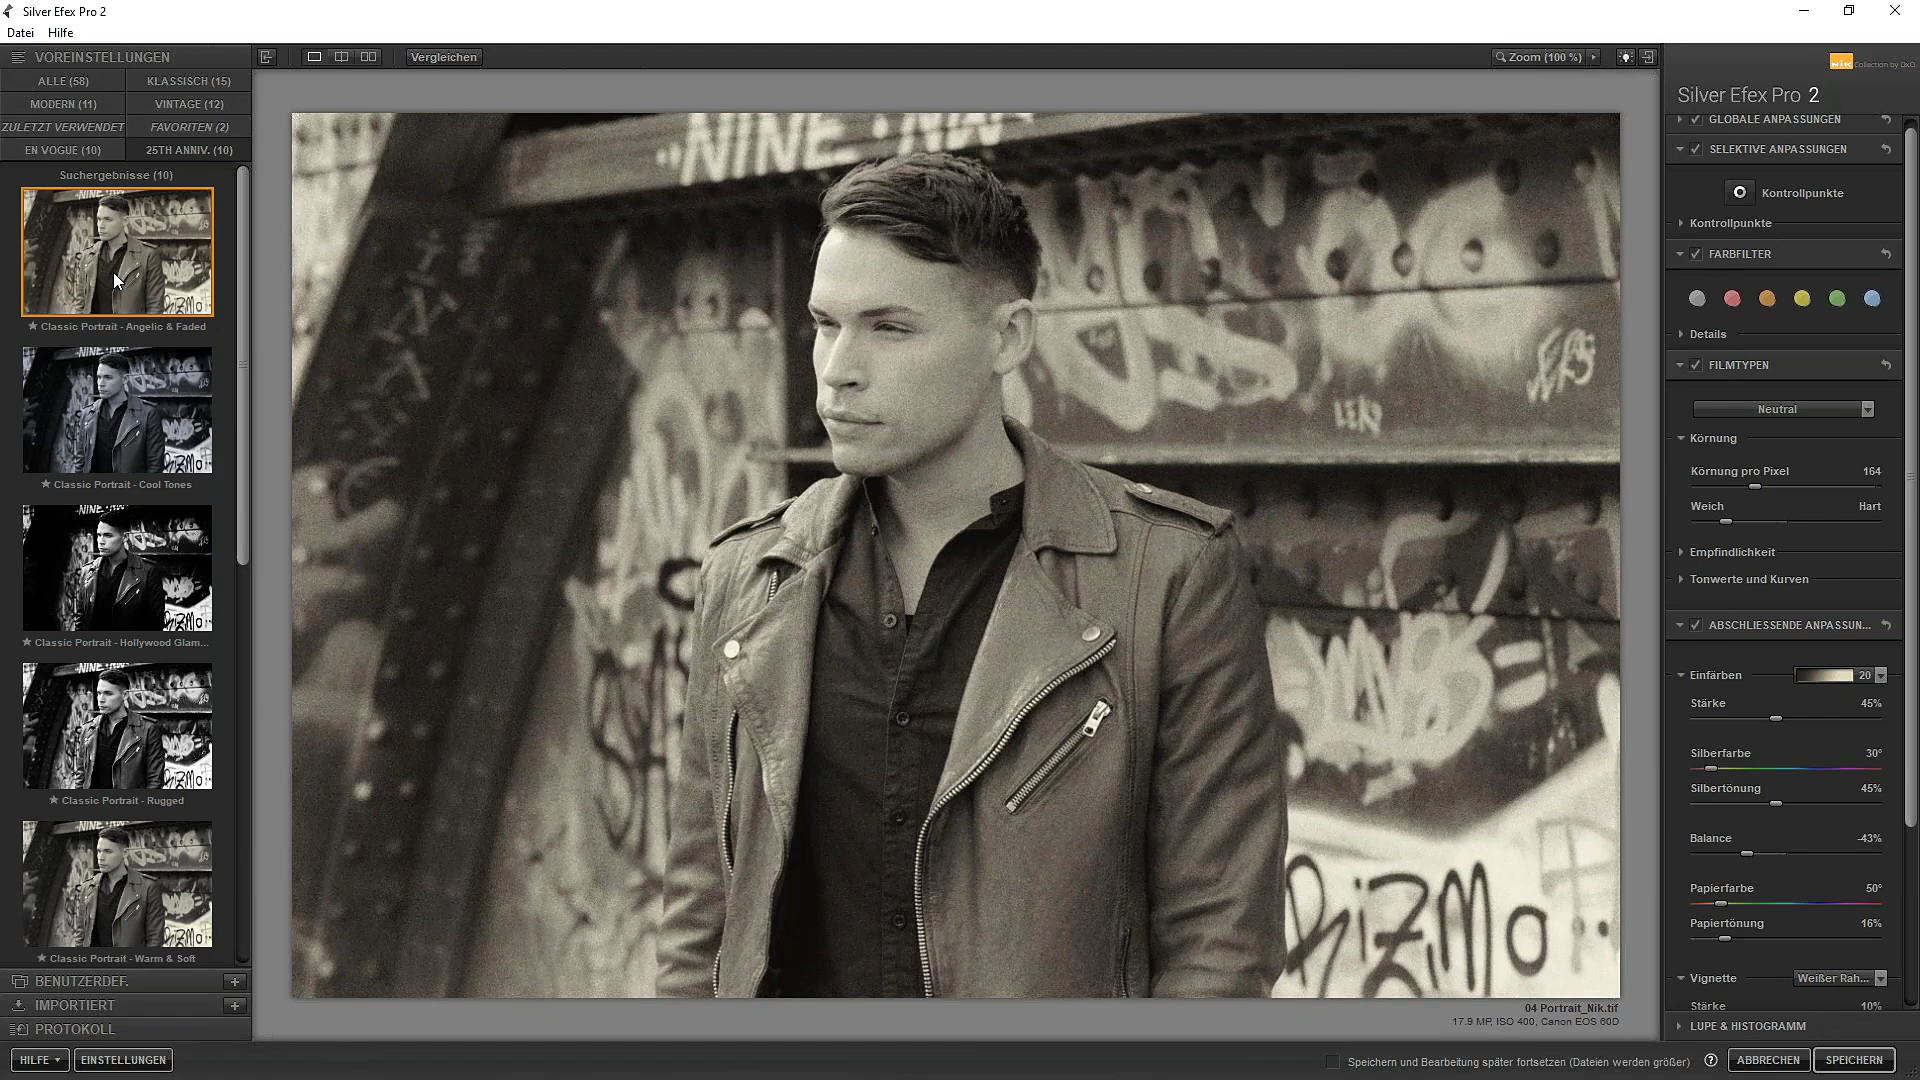 Silver Efex Pro 2
Datei Hilfe
VOREINSTELLUNGEN
ALLE (58) KLASSISCH (15)
MODERN (11) VINTAGE (12)
ZULETZT VERWENDET FAVORITEN (2)
EN VOGUE (10) 25TH ANNIV. (10)
Suchergebnisse (10)
Classic Portrait - Angelic & Faded
Classic Portrait - Cool Tones
Classic Portrait - Hollywood Glam...
Classic Portrait - Rugged
Classic Portrait - Warm & Soft
BENUTZERDEF.
IMPORTIERT
PROTOKOLL
HILFE EINSTELLUNGEN
Vergleichen
Zoom (100 %)
NINE
RiZMO
04 Portrait_Nik.tif
17.9 MP, ISO 400, Canon EOS 60D
Nik Collection by DxO
Silver Efex Pro 2
GLOBALE ANPASSUNGEN
SELEKTIVE ANPASSUNGEN
Kontrollpunkte
Kontrollpunkte
FARBFILTER
Details
FILMTYPEN
Neutral
Körnung
Körnung pro Pixel 164
Weich Hart
Empfindlichkeit
Tonwerte und Kurven
ABSCHLIESSENDE ANPASSUN...
Einfärben 20
Stärke 45%
Silberfarbe 30°
Silbertönung 45%
Balance -43%
Papierfarbe 50°
Papiertönung 16%
Vignette Weißer Rah...
Stärke 10%
LUPE & HISTOGRAMM
Speichern und Bearbeitung später fortsetzen (Dateien werden größer) ? ABBRECHEN SPEICHERN